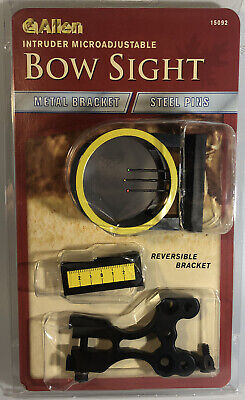 Allen
15092
INTRUDER MICROADJUSTABLE
BOW SIGHT
METAL BRACKET // STEEL PINS
REVERSIBLE
BRACKET